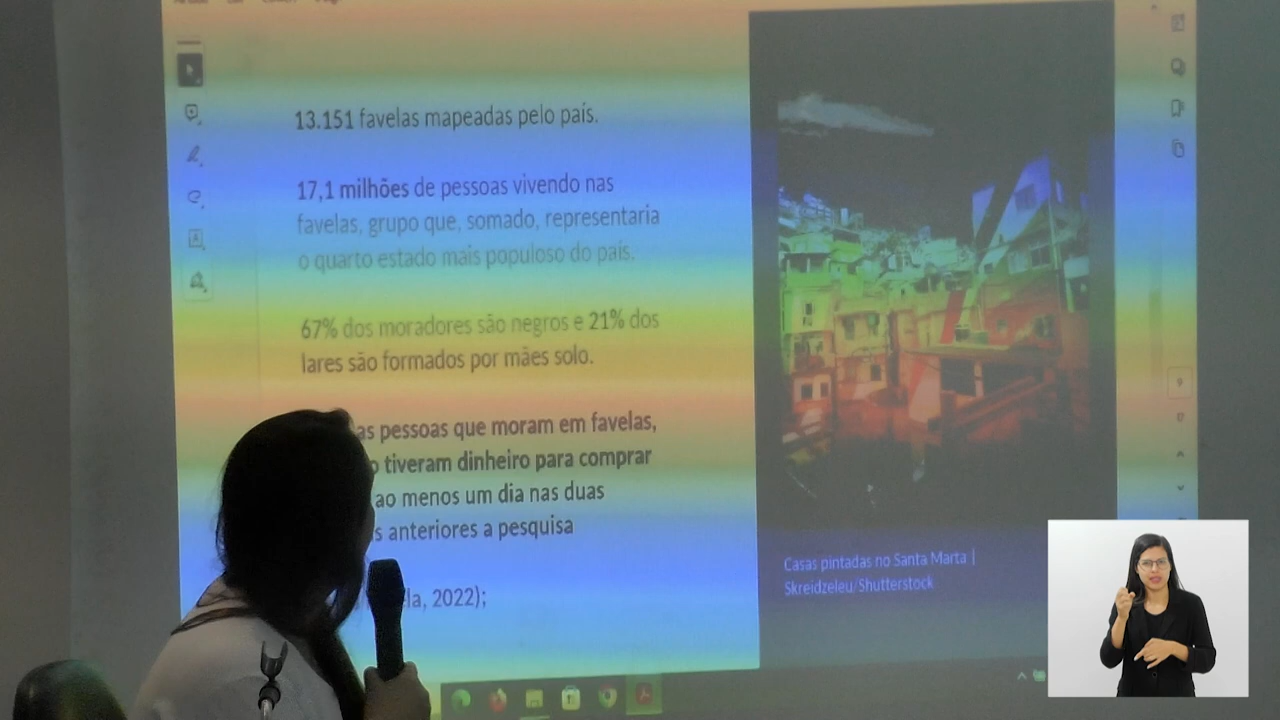 13.151 favelas mapeadas pelo país.
17,1 milhões de pessoas vivendo nas
favelas, grupo que, somado, representaria
o quarto estado mais populoso do país.
67% dos moradores são negros e 21% dos
lares são formados por mães solo.
as pessoas que moram em favelas,
tiveram dinheiro para comprar
ao menos um dia nas duas
anteriores a pesquisa
2022);
Casas pintadas no Santa Marta |
Skreidzeleu/Shutterstock